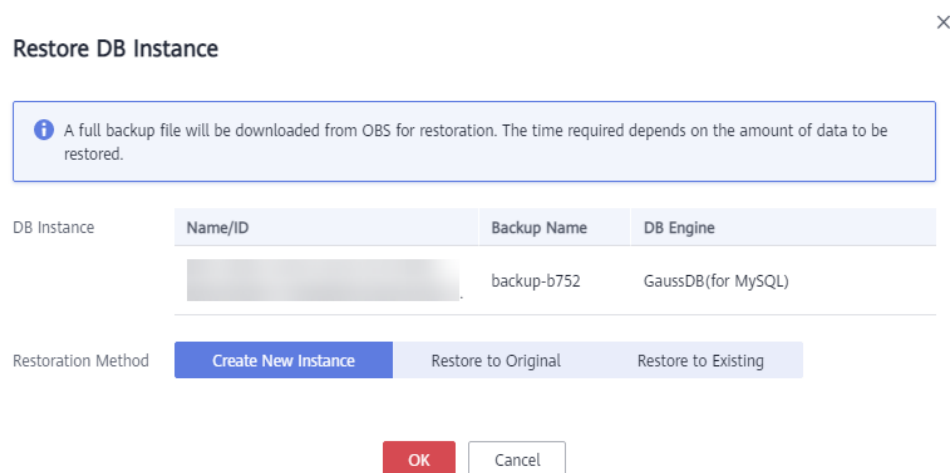 Restore DB Instance
A full backup file will be downloaded from OBS for restoration. The time required depends on the amount of data to be
restored.
DB Instance
Name/ID Backup Name DB Engine
backup-b752 GaussDB(for MySQL)
Restoration Method Create New Instance Restore to Original Restore to Existing
OK Cancel